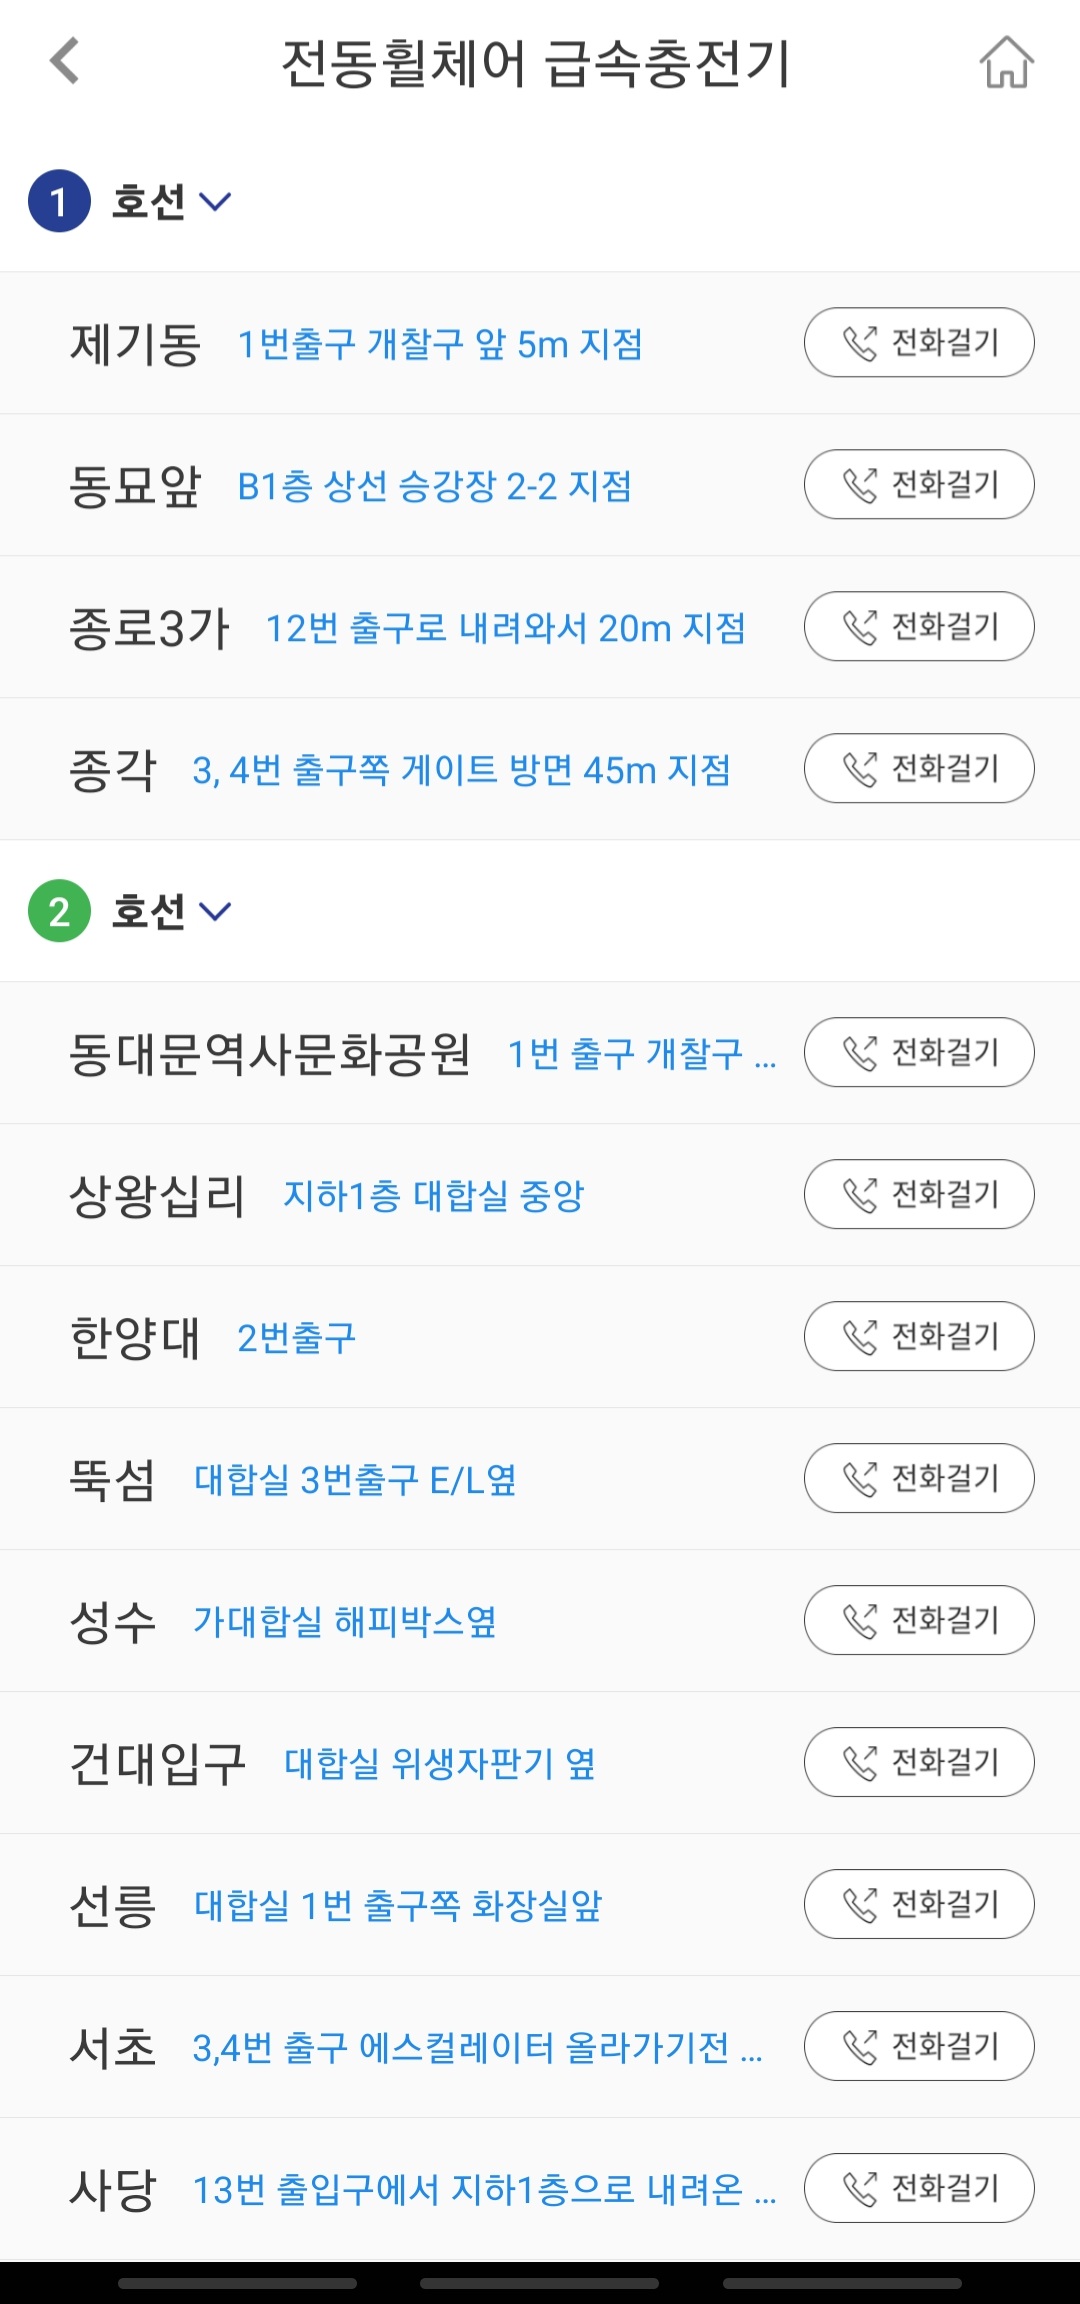 전동휠체어 급속충전기
1 호선
제기동 1번출구 개찰구 앞 5m 지점 전화걸기
동묘앞 B1층 상선 승강장 2-2 지점 전화걸기
종로3가 12번 출구로 내려와서 20m 지점 전화걸기
종각 3, 4번 출구쪽 게이트 방면 45m 지점 전화걸기
2 호선
동대문역사문화공원 1번 출구 개찰구 ... 전화걸기
상왕십리 지하1층 대합실 중앙 전화걸기
한양대 2번출구 전화걸기
뚝섬 대합실 3번출구 E/L옆 전화걸기
성수 가대합실 해피박스옆 전화걸기
건대입구 대합실 위생자판기 옆 전화걸기
선릉 대합실 1번 출구쪽 화장실앞 전화걸기
서초 3,4번 출구 에스컬레이터 올라가기전 ... 전화걸기
사당 13번 출입구에서 지하1층으로 내려온 ... 전화걸기